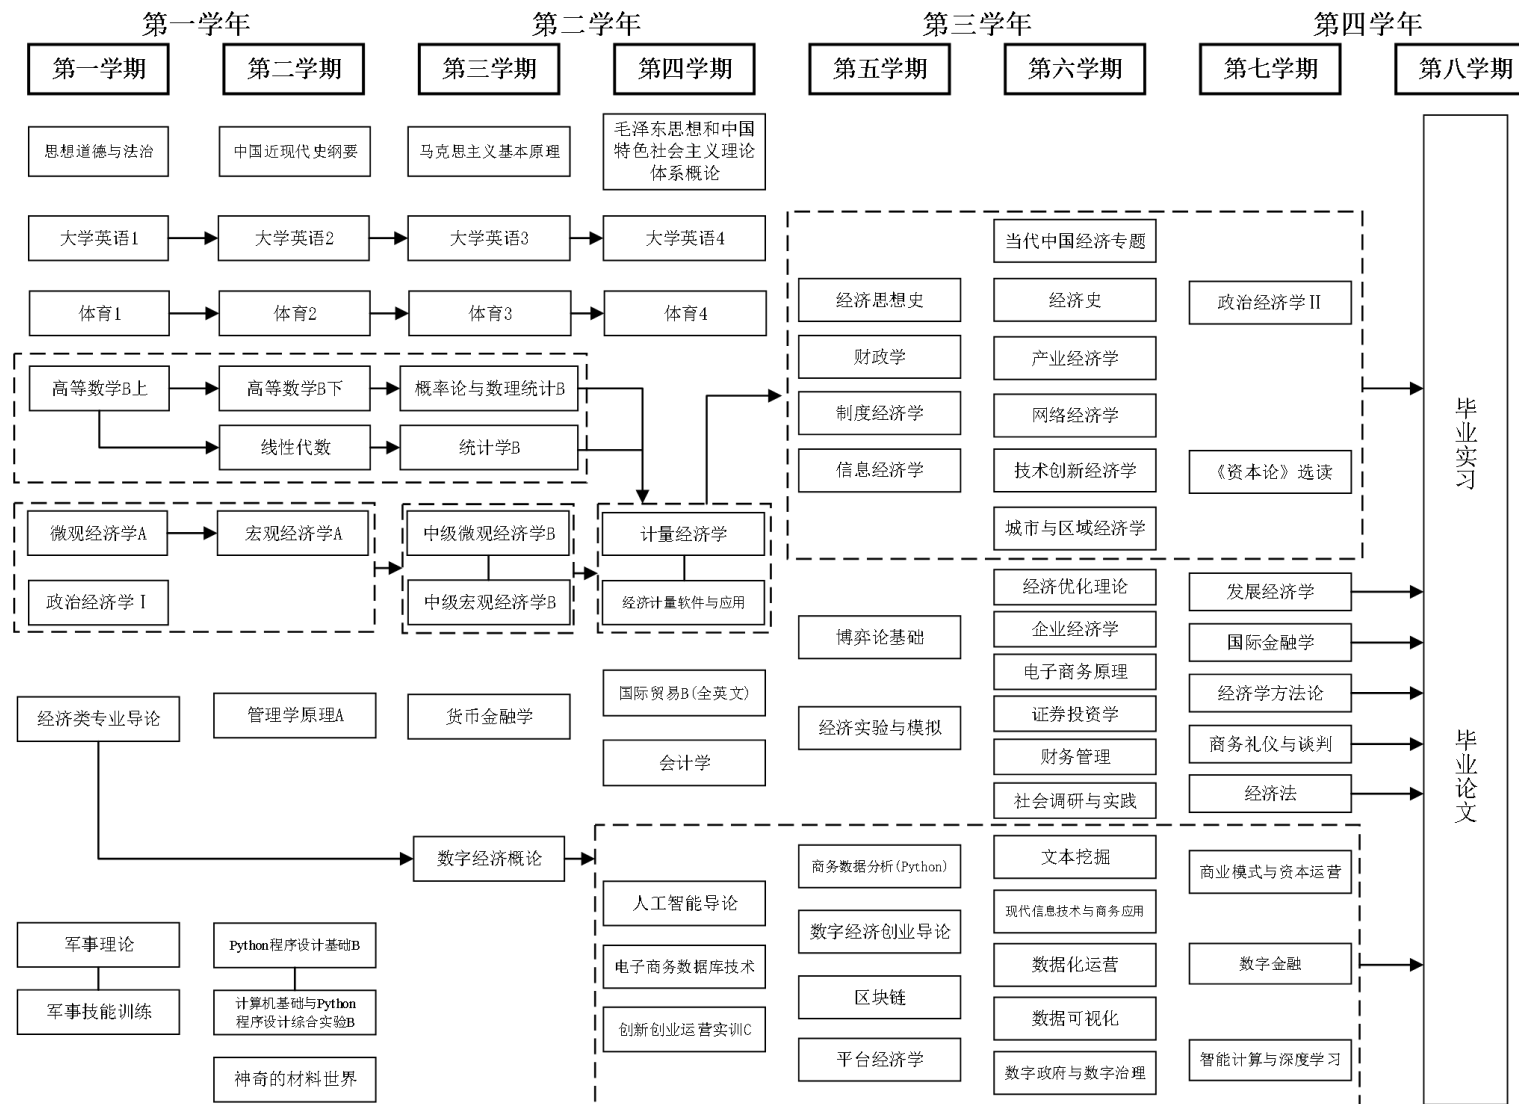 第一学年
第二学年
第三学年
第四学年
第一学期
第二学期
第三学期
第四学期
第五学期
第六学期
第七学期
第八学期
思想道德与法治
中国近现代史纲要
马克思主义基本原理
毛泽东思想和中国
特色社会主义理论
体系概论
大学英语1
大学英语2
大学英语3
大学英语4
体育1
体育2
体育3
体育4
高等数学B上
高等数学B下
概率论与数理统计B
线性代数
统计学B
微观经济学A
宏观经济学A
政治经济学Ⅰ
中级微观经济学B
中级宏观经济学B
计量经济学
经济计量软件与应用
当代中国经济专题
经济思想史
经济史
政治经济学Ⅱ
财政学
产业经济学
制度经济学
网络经济学
信息经济学
技术创新经济学
《资本论》选读
城市与区域经济学
经济优化理论
发展经济学
博弈论基础
企业经济学
国际金融学
电子商务原理
经济学方法论
经济类专业导论
管理学原理A
货币金融学
国际贸易B(全英文)
会计学
经济实验与模拟
证券投资学
商务礼仪与谈判
财务管理
社会调研与实践
经济法
数字经济概论
人工智能导论
电子商务数据库技术
创新创业运营实训C
商务数据分析(Python)
数字经济创业导论
区块链
平台经济学
文本挖掘
现代信息技术与商务应用
数据化运营
数据可视化
数字政府与数字治理
商业模式与资本运营
数字金融
智能计算与深度学习
军事理论
军事技能训练
Python程序设计基础B
计算机基础与Python
程序设计综合实验B
神奇的材料世界
毕业实习
毕业论文